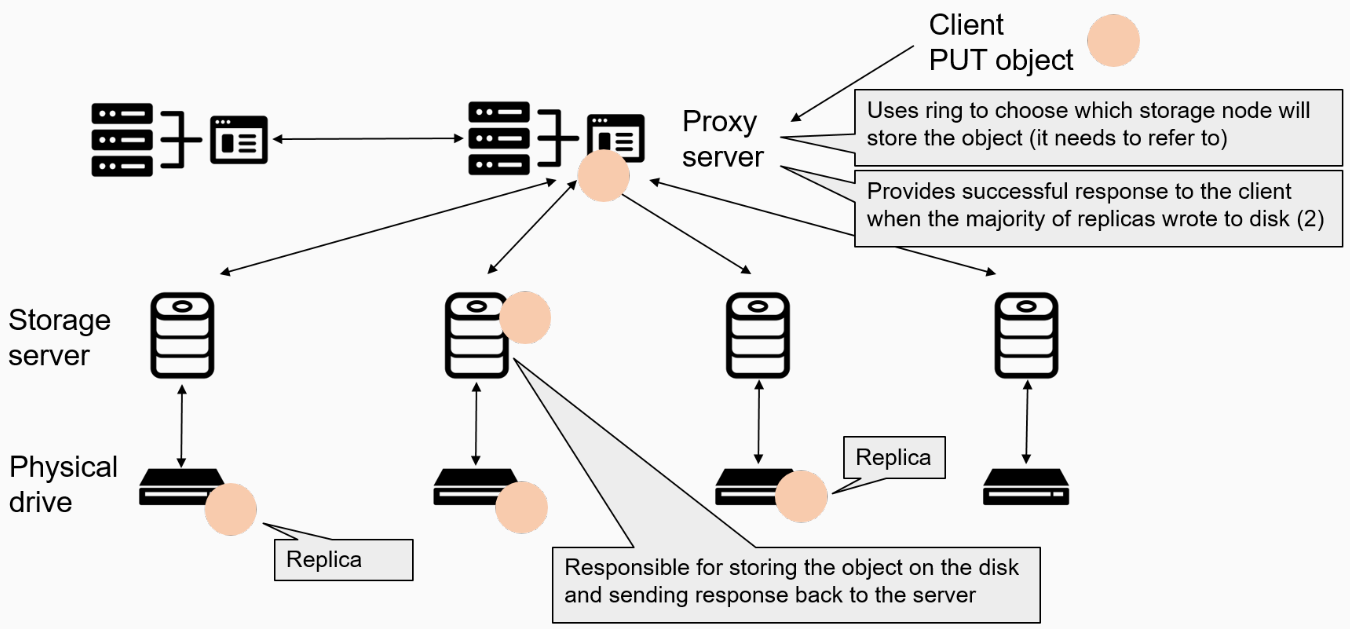 Client
PUT object
Uses ring to choose which storage node will
store the object (it needs to refer to)
Proxy
server
Provides successful response to the client
when the majority of replicas wrote to disk (2)
Storage
server
Physical
drive
Replica
Replica
Responsible for storing the object on the disk
and sending response back to the server